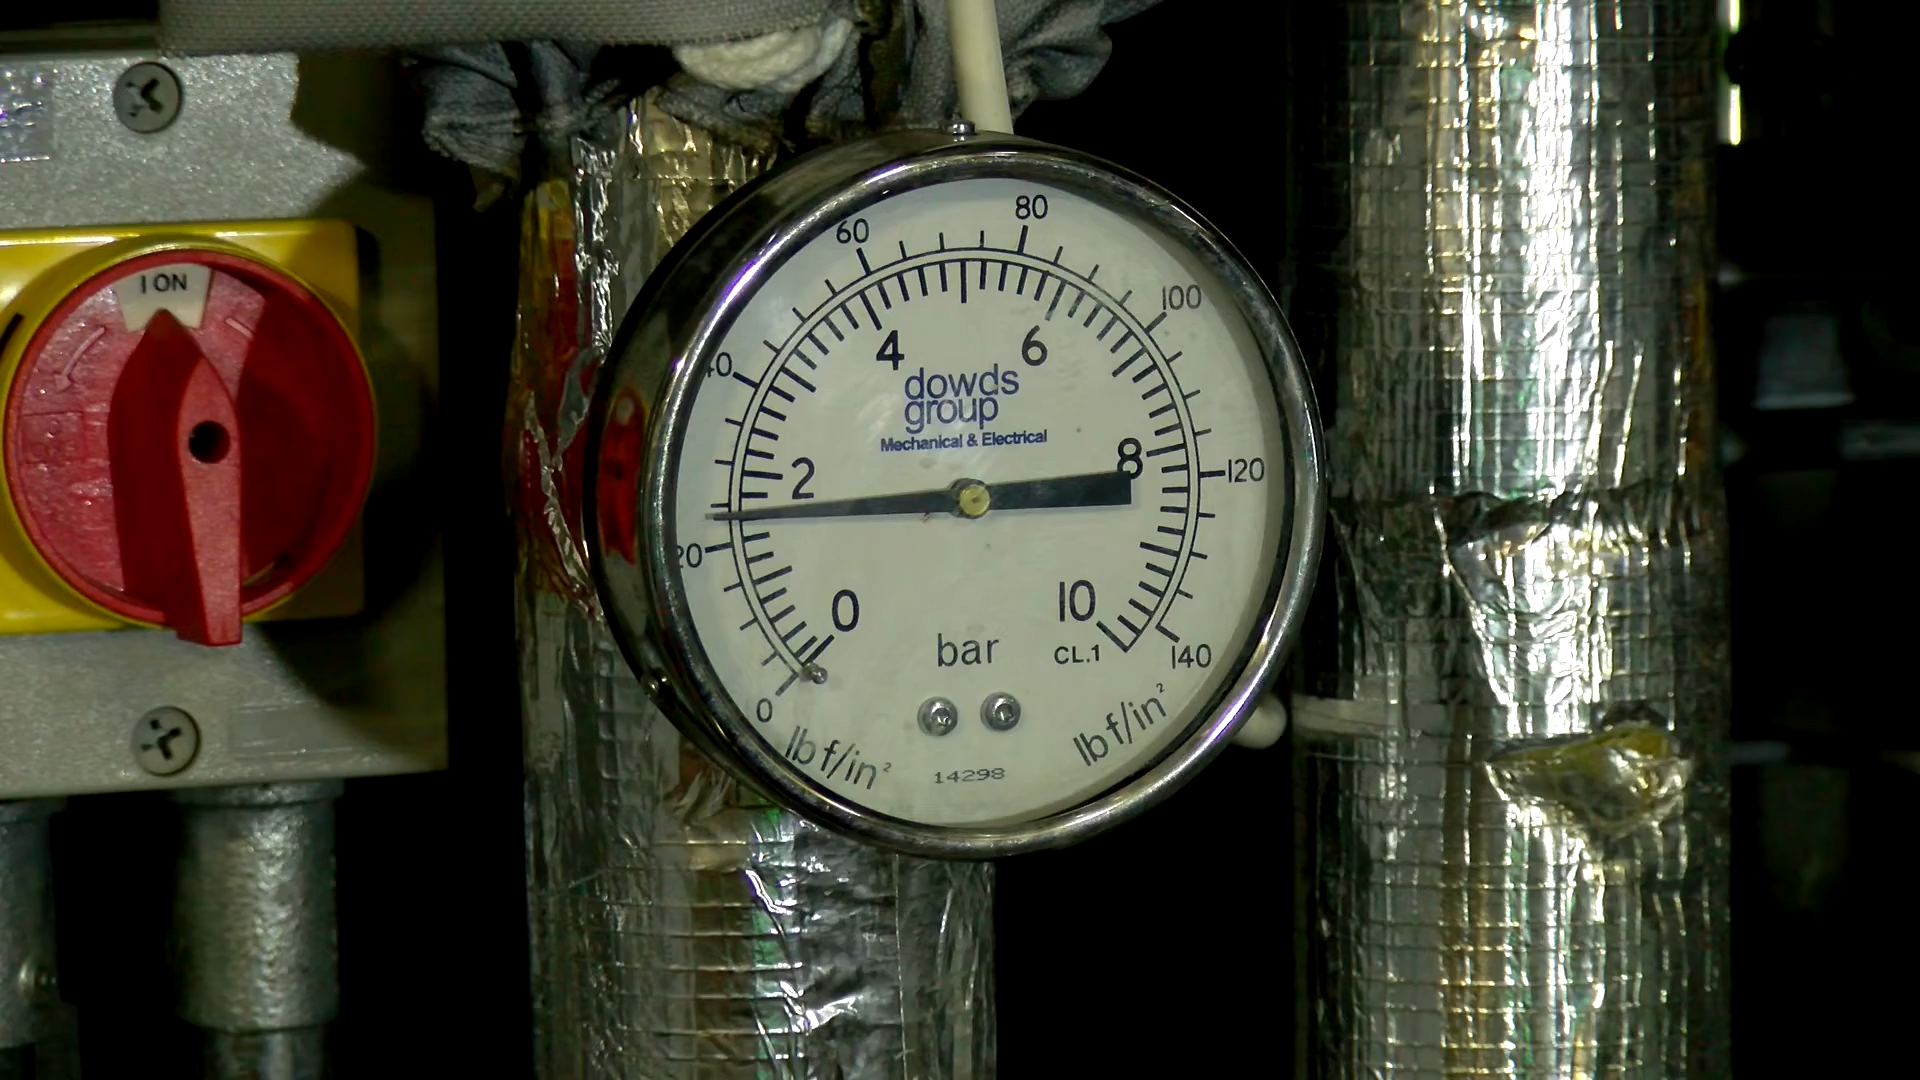 I ON
80
60
100
40
4
6
dowds
group
Mechanical & Electrical
2
8
120
20
0
10
bar
CL.1
140
0
lbf/in²
lbf/in²
14298